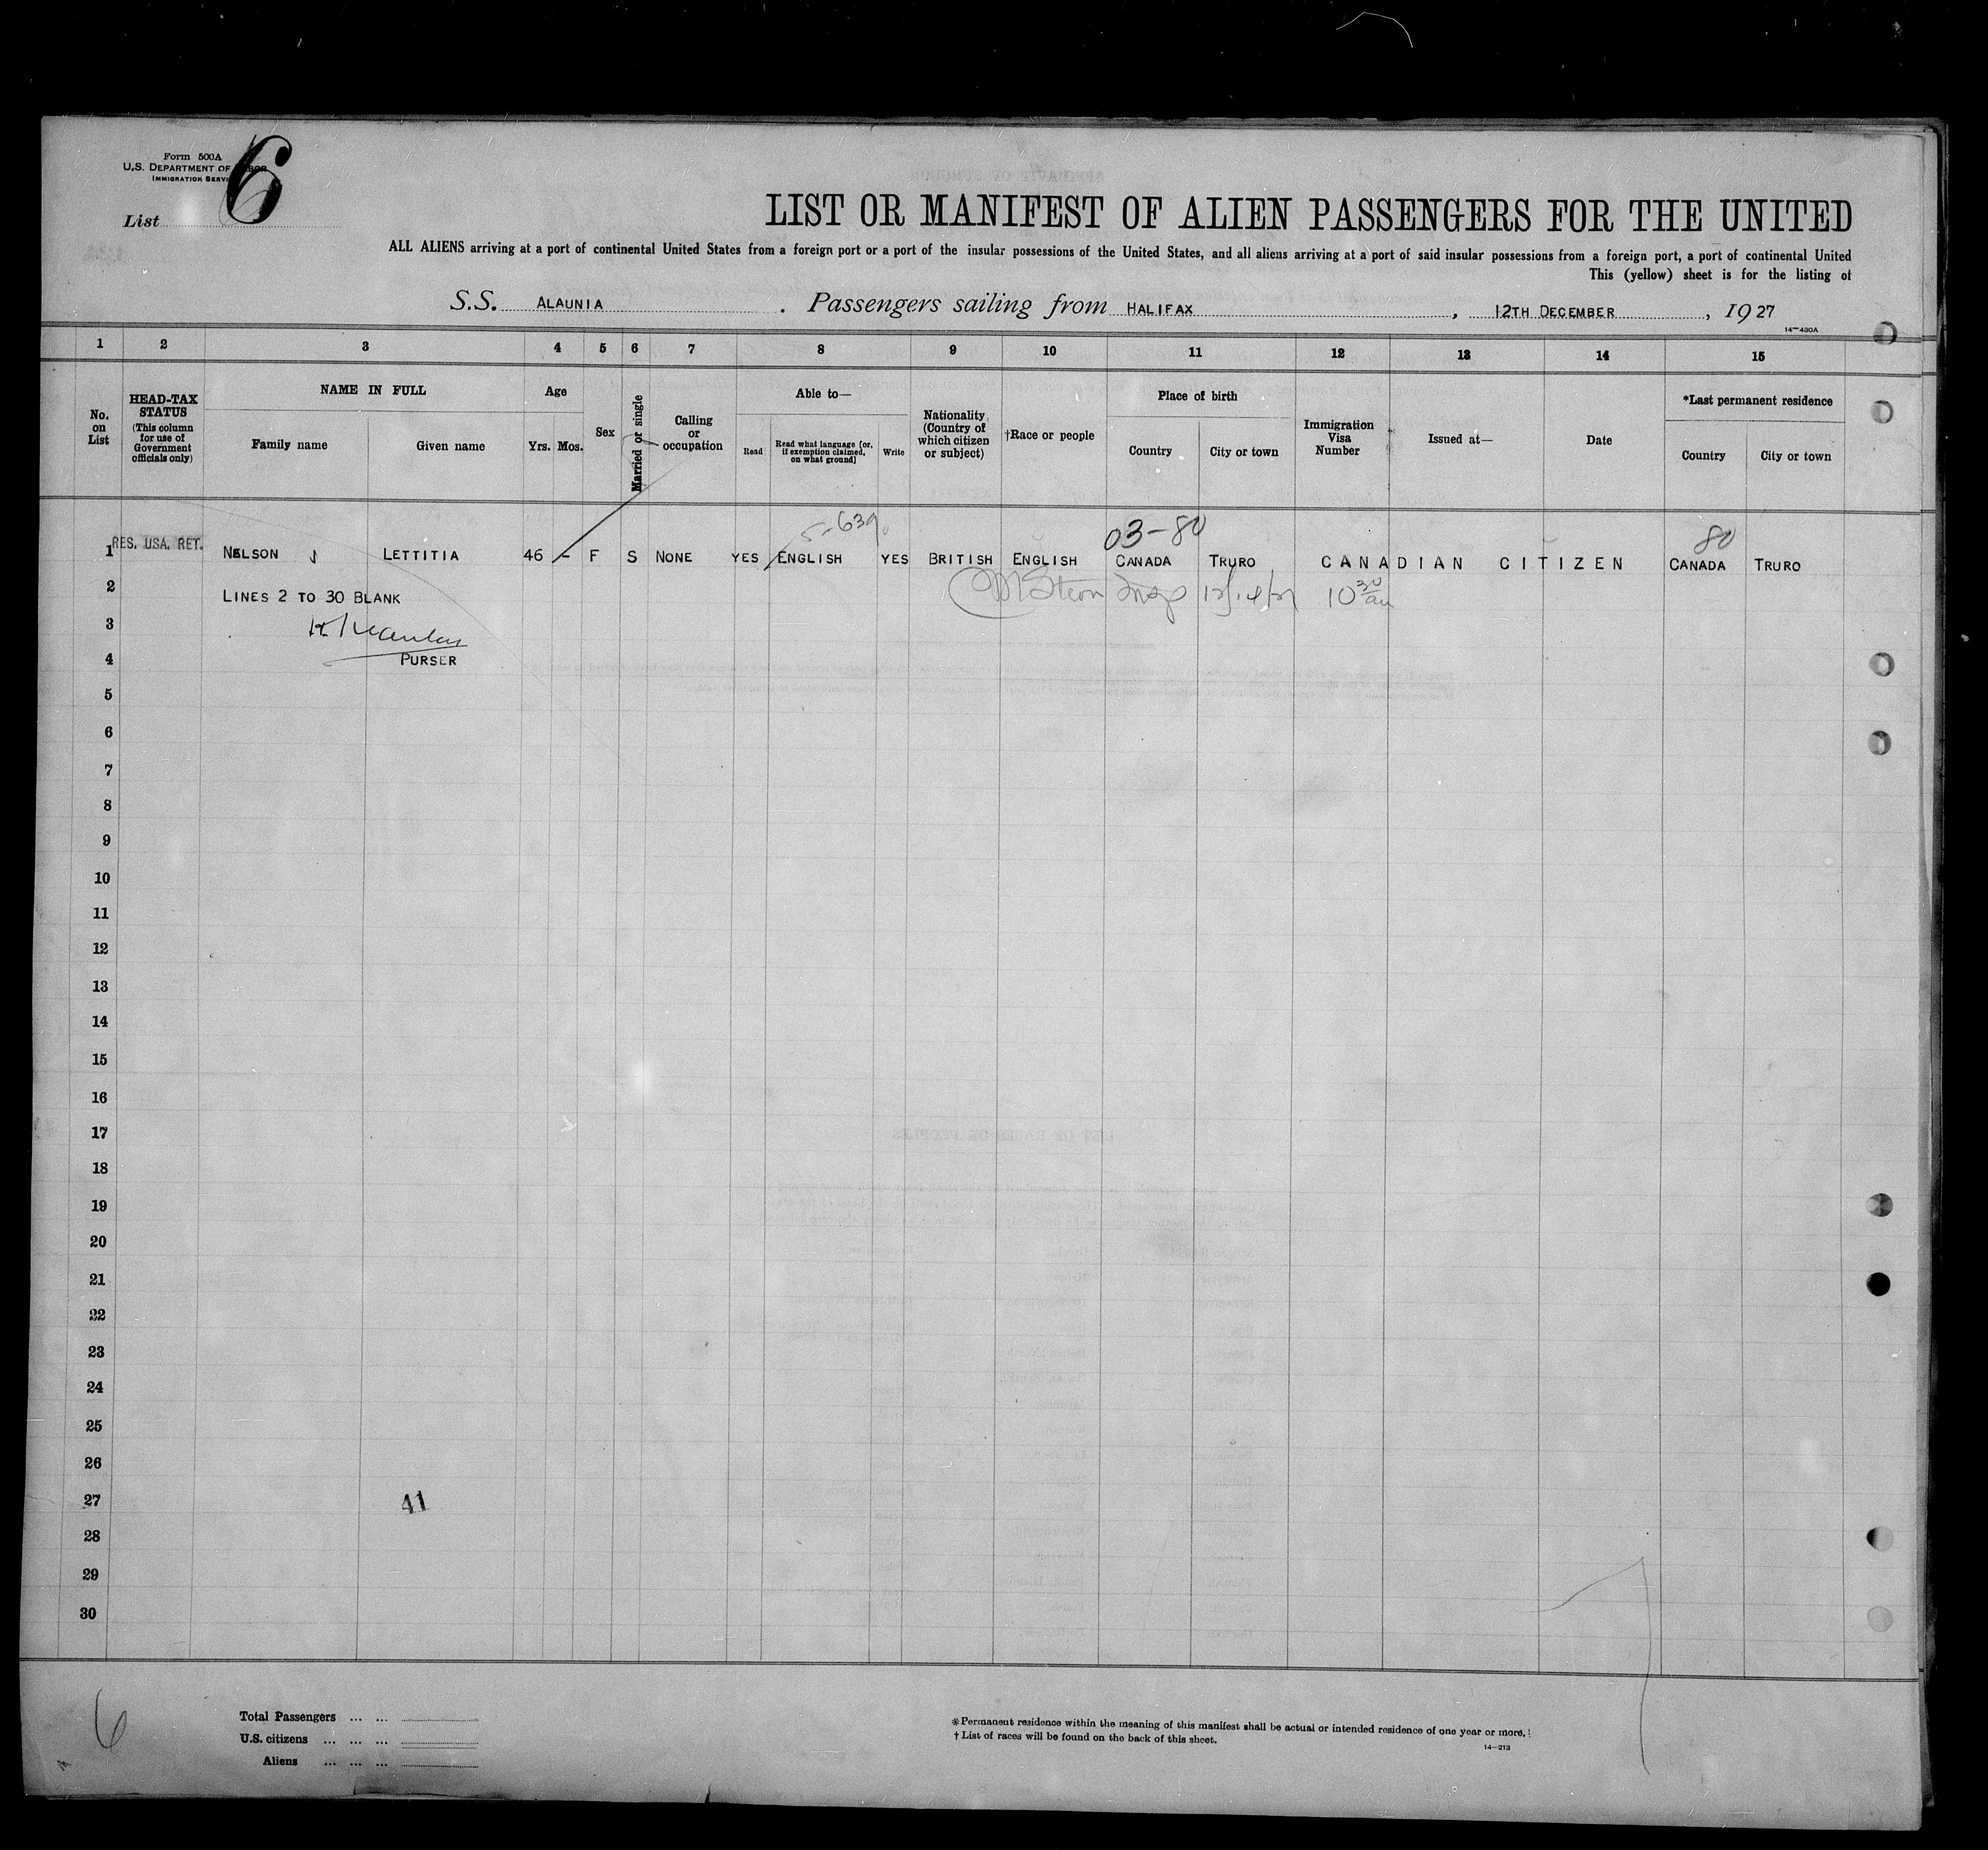 Form 500A
U.S. DEPARTMENT OF
IMMIGRATION SERVI
List 6
LIST OR MANIFEST OF ALIEN PASSENGERS FOR THE UNITED
ALL ALIENS arriving at a port of continental United States from a foreign port or a port of the insular possessions of the United States, and all aliens arriving at a port of said insular possessions from a foreign port, a port of continental United
This (yellow) sheet is for the listing of
S.S. ALAUNIA . Passengers sailing from HALIFAX , 12TH DECEMBER , 1927
14—430A
1 2 3 4 5 6 7 8 9 10 11 12 13 14 15
No. on List
HEAD-TAX STATUS (This column for use of Government officials only)
NAME IN FULL
Family name Given name
Age
Yrs. Mos.
Sex
Married or single
Calling or occupation
Able to—
Read Read what language [or, if exemption claimed, on what ground] Write
Nationality (Country of which citizen or subject)
†Race or people
Place of birth
Country City or town
Immigration Visa Number
Issued at—
Date
*Last permanent residence
Country City or town
5-639 03-80 80
1 RES. USA. RET. NELSON LETTITIA 46 - F S NONE YES ENGLISH YES BRITISH ENGLISH CANADA TRURO CANADIAN CITIZEN CANADA TRURO
2 LINES 2 TO 30 BLANK 10 30 am
3
4 PURSER
5
6
7
8
9
10
11
12
13
14
15
16
17
18
19
20
21
22
23
24
25
26
27 41
28
29
30
6
Total Passengers ... ...
U.S. citizens ... ... ...
Aliens ... ... ...
*Permanent residence within the meaning of this manifest shall be actual or intended residence of one year or more.
† List of races will be found on the back of this sheet.
14—213